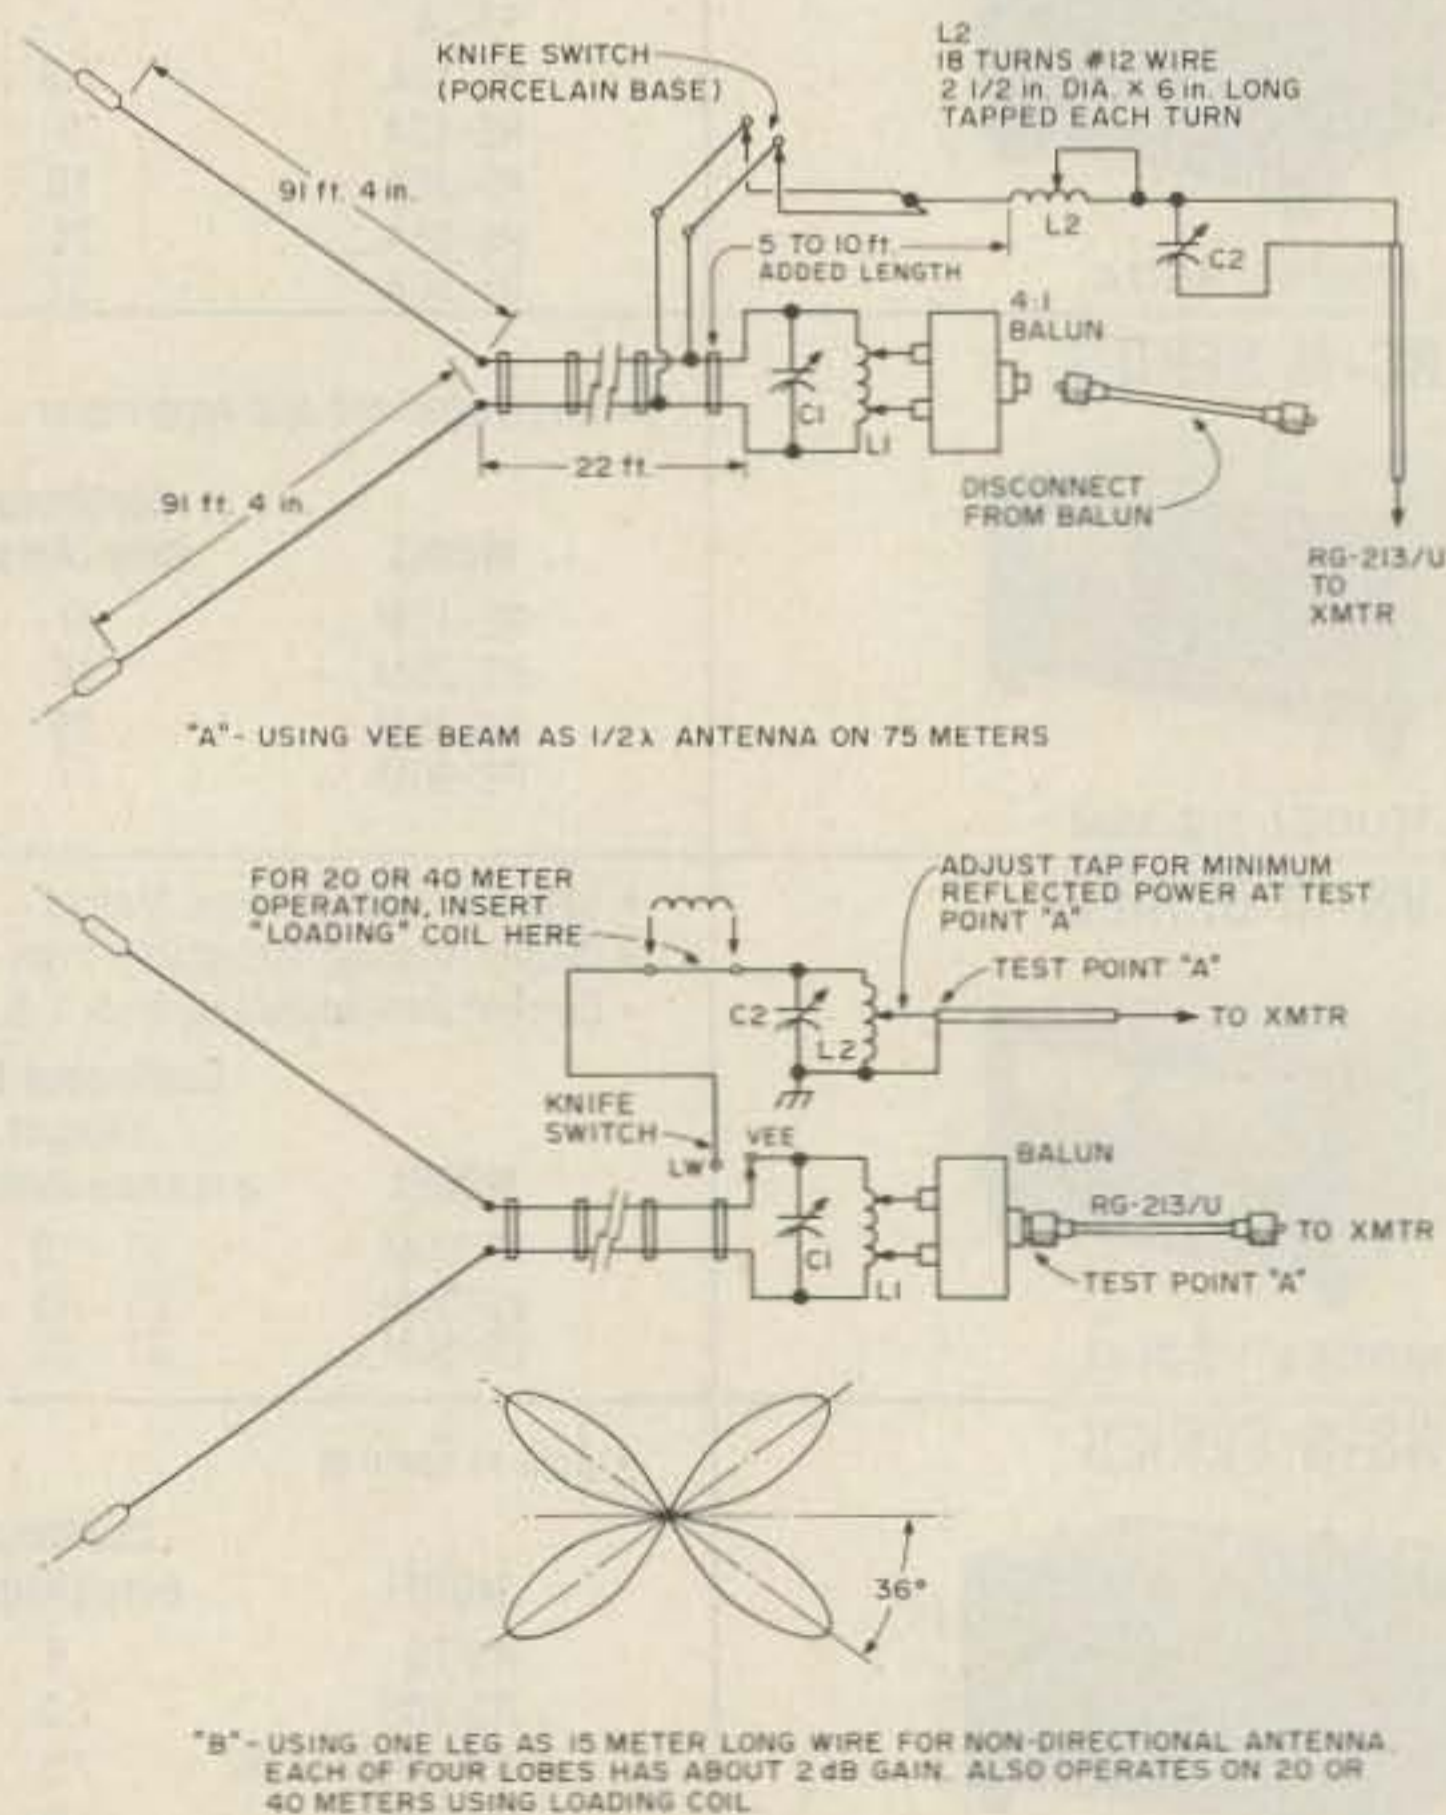 KNIFE SWITCH
(PORCELAIN BASE)
L2
18 TURNS #12 WIRE
2 1/2 in. DIA. X 6 in. LONG
TAPPED EACH TURN
91 ft. 4 in.
L2
C2
5 TO 10 ft.
ADDED LENGTH
4:1
BALUN
C1
L1
22 ft.
91 ft. 4 in.
DISCONNECT
FROM BALUN
RG-213/U
TO
XMTR
"A"- USING VEE BEAM AS 1/2λ ANTENNA ON 75 METERS
FOR 20 OR 40 METER
OPERATION, INSERT
"LOADING" COIL HERE
ADJUST TAP FOR MINIMUM
REFLECTED POWER AT TEST
POINT "A"
TEST POINT "A"
C2
TO XMTR
L2
KNIFE
SWITCH
VEE
LW
BALUN
RG-213/U
TO XMTR
C1
L1
TEST POINT "A"
36°
"B"- USING ONE LEG AS 15 METER LONG WIRE FOR NON-DIRECTIONAL ANTENNA.
EACH OF FOUR LOBES HAS ABOUT 2 dB GAIN. ALSO OPERATES ON 20 OR
40 METERS USING LOADING COIL